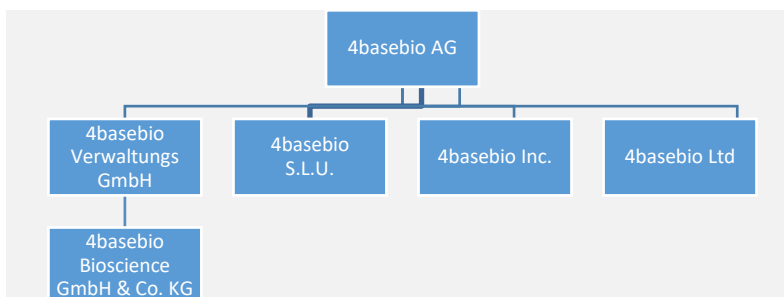 4basebio AG
4basebio
Verwaltungs
GmbH
4basebio
S.L.U.
4basebio Inc.
4basebio Ltd
4basebio
Bioscience
GmbH & Co. KG